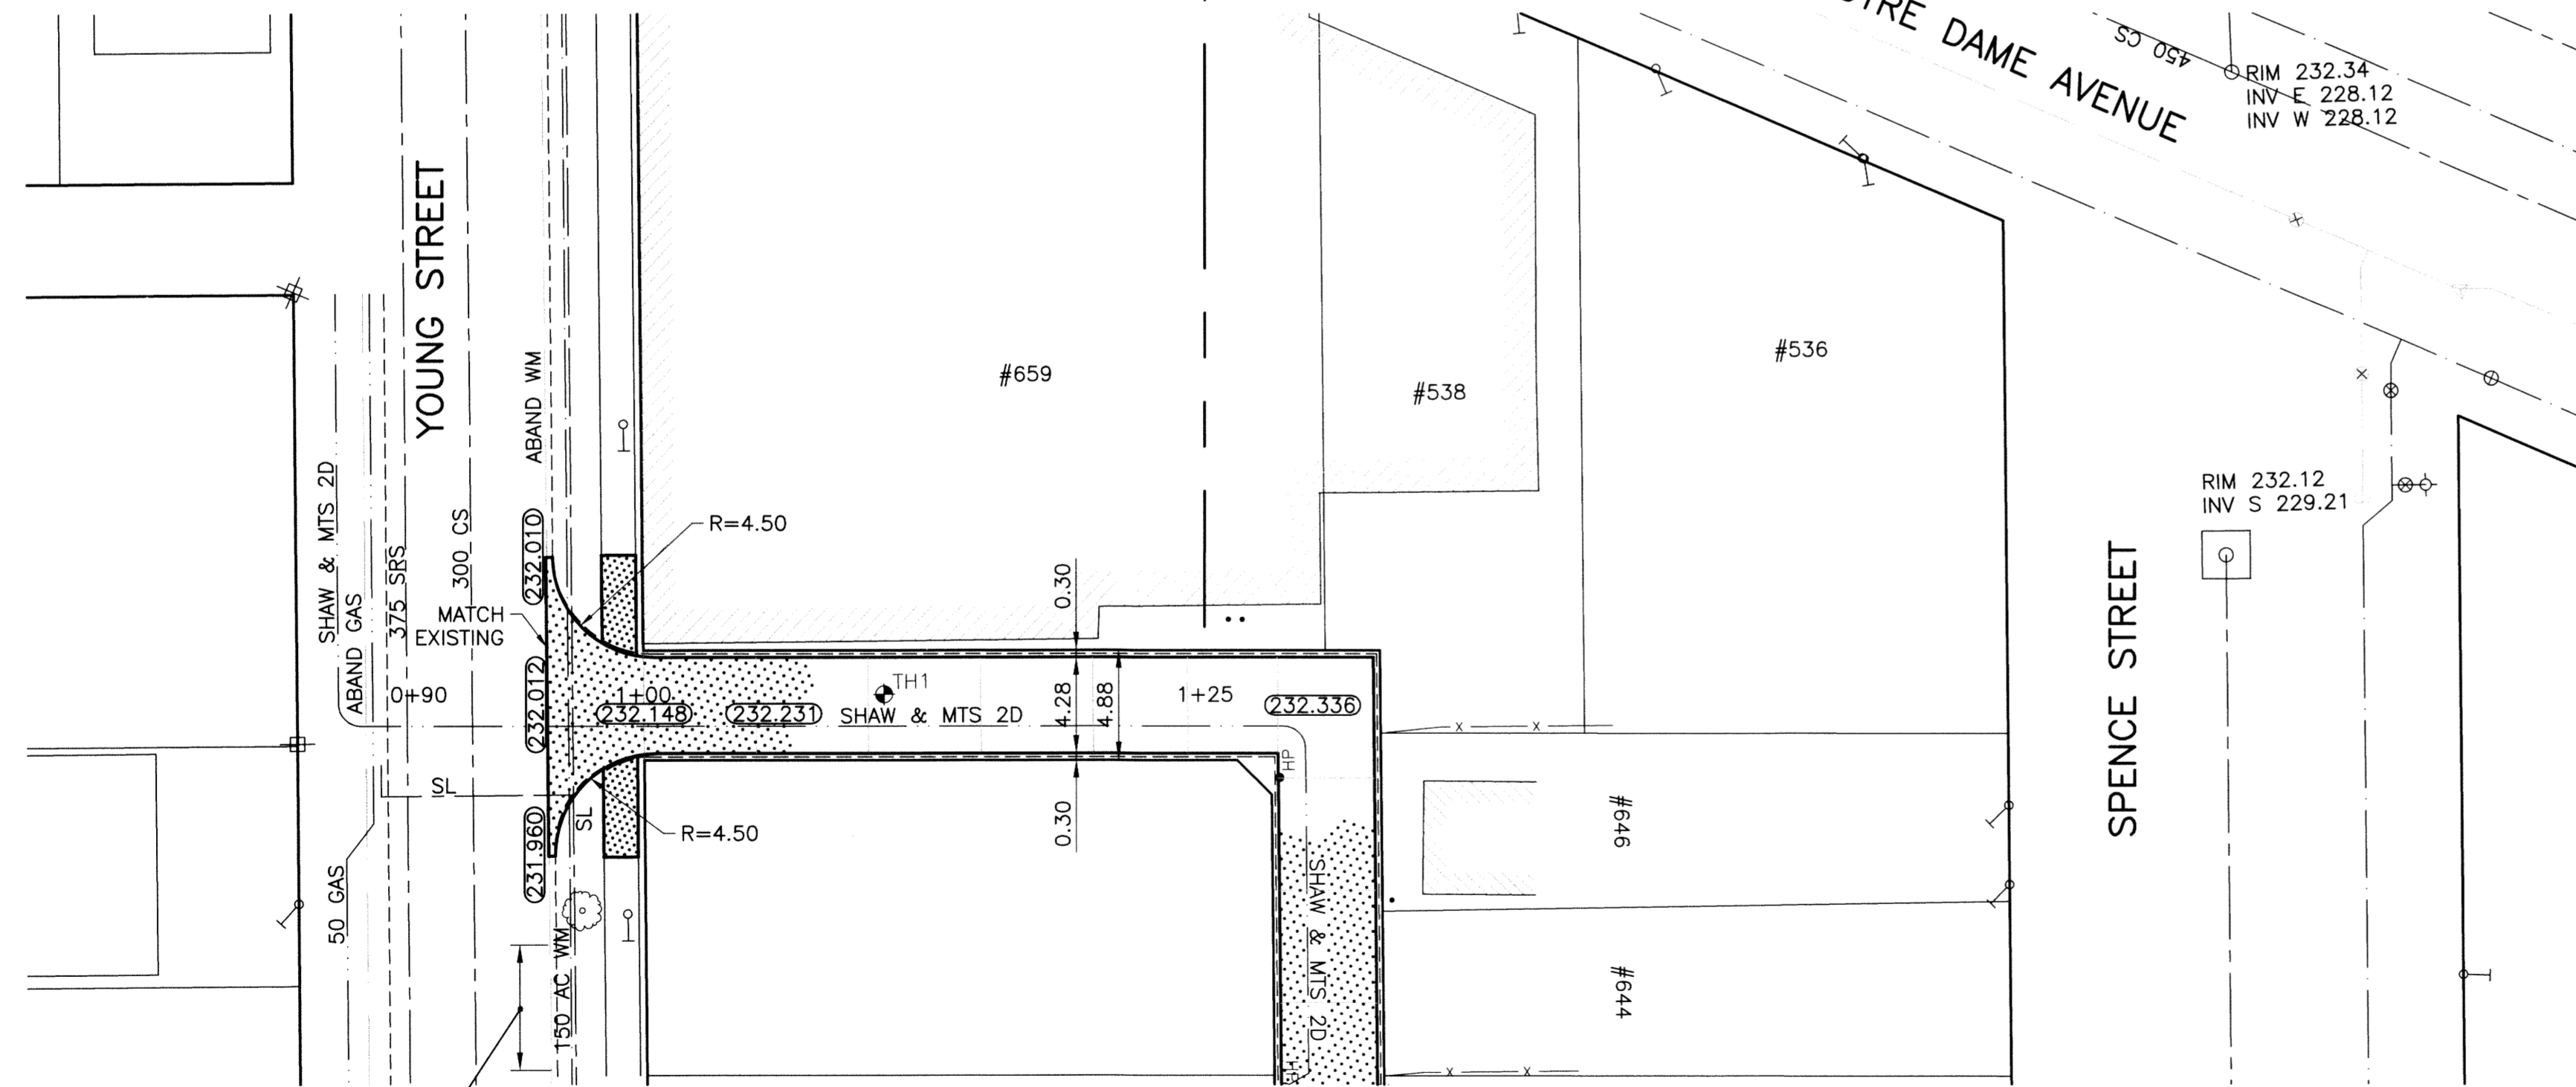 DAME AVENUE
450 CS
RIM 232.34
INV E 228.12
INV W 228.12
YOUNG STREET
ABAND WM
#659
#538
#536
SHAW & MTS 2D
ABAND GAS
375 SRS
300 CS
232.010
R=4.50
MATCH
EXISTING
0.30
RIM 232.12
INV S 229.21
SPENCE STREET
0+90
232.012
1+00
232.148
232.231
TH1
SHAW & MTS 2D
4.28
4.88
1+25
232.336
HP
SL
SL
231.960
R=4.50
0.30
#646
50 GAS
150 AC WM
SHAW & MTS 2D
#644